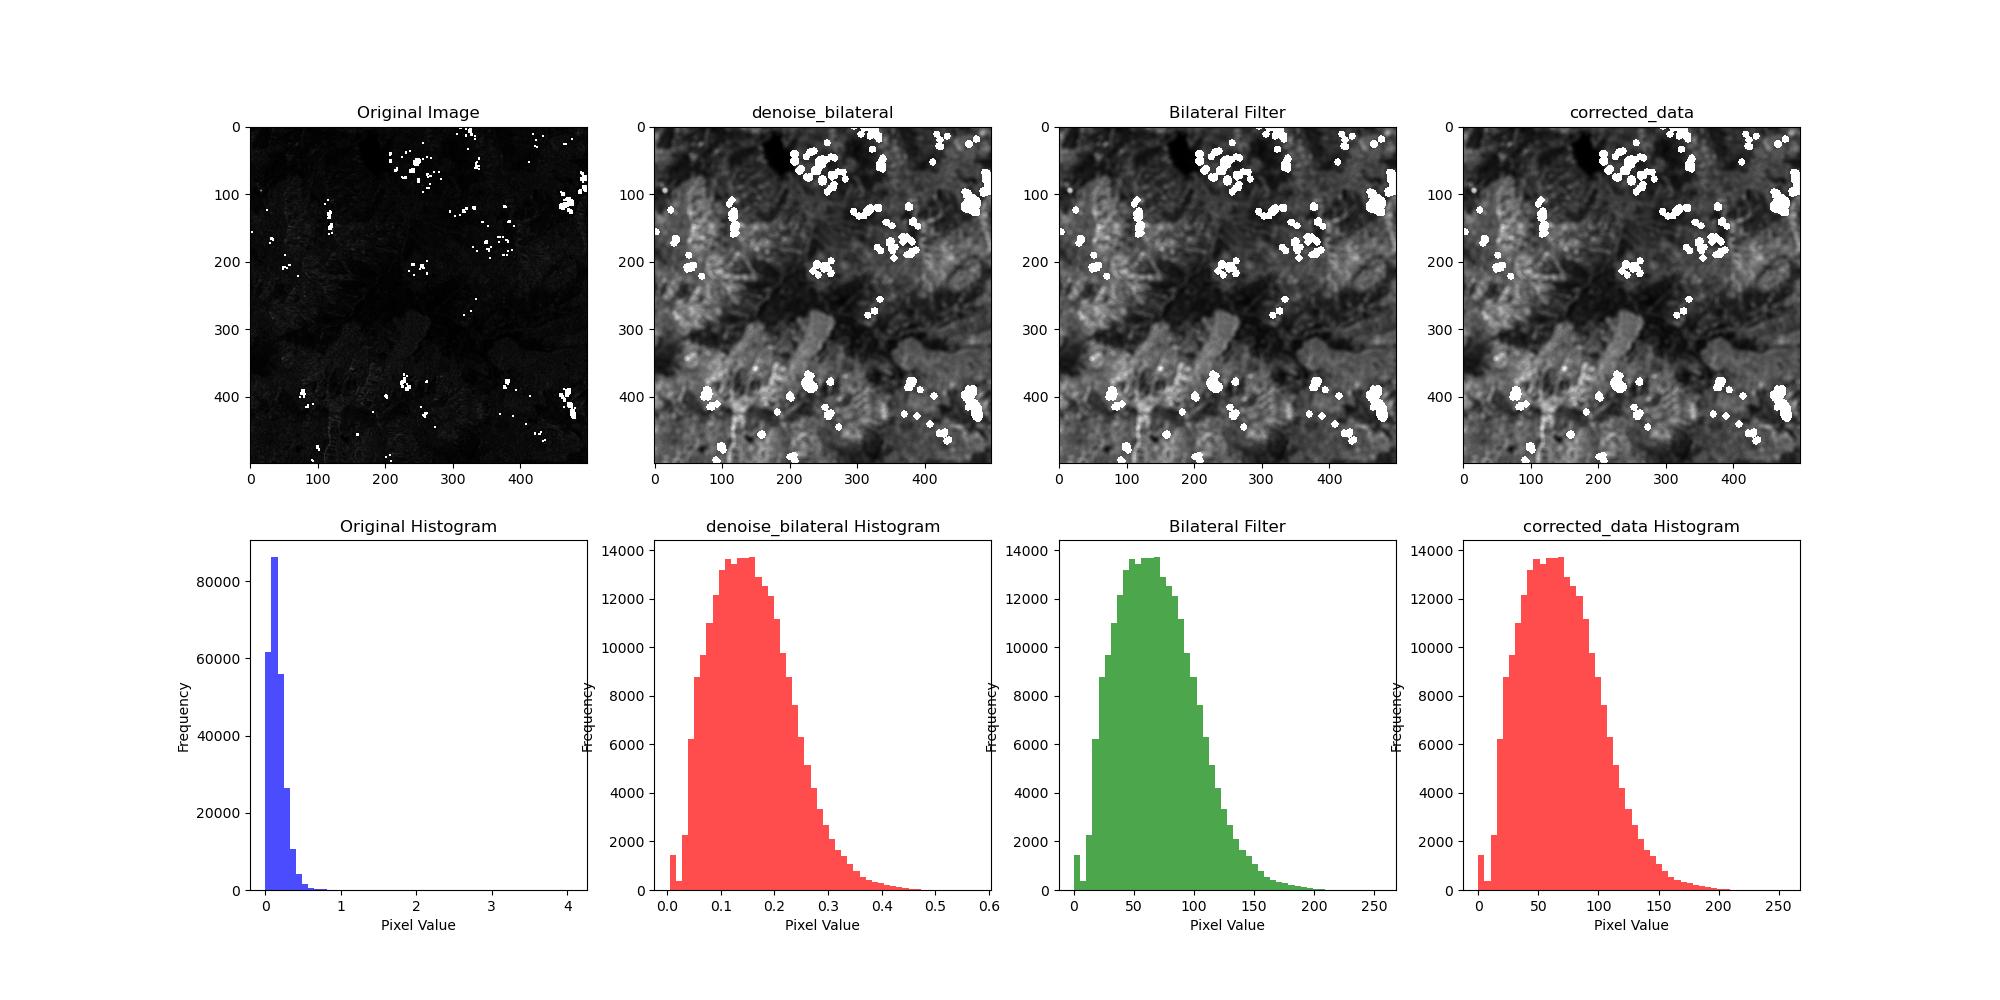 Original Image
denoise_bilateral
Bilateral Filter
corrected_data
0
100
200
300
400
0 100 200 300 400
0
100
200
300
400
0 100 200 300 400
0
100
200
300
400
0 100 200 300 400
0
100
200
300
400
0 100 200 300 400
Original Histogram
Frequency
80000
60000
40000
20000
0
0 1 2 3 4
Pixel Value
denoise_bilateral Histogram
Frequency
14000
12000
10000
8000
6000
4000
2000
0
0.0 0.1 0.2 0.3 0.4 0.5 0.6
Pixel Value
Bilateral Filter
Frequency
14000
12000
10000
8000
6000
4000
2000
0
0 50 100 150 200 250
Pixel Value
corrected_data Histogram
Frequency
14000
12000
10000
8000
6000
4000
2000
0
0 50 100 150 200 250
Pixel Value